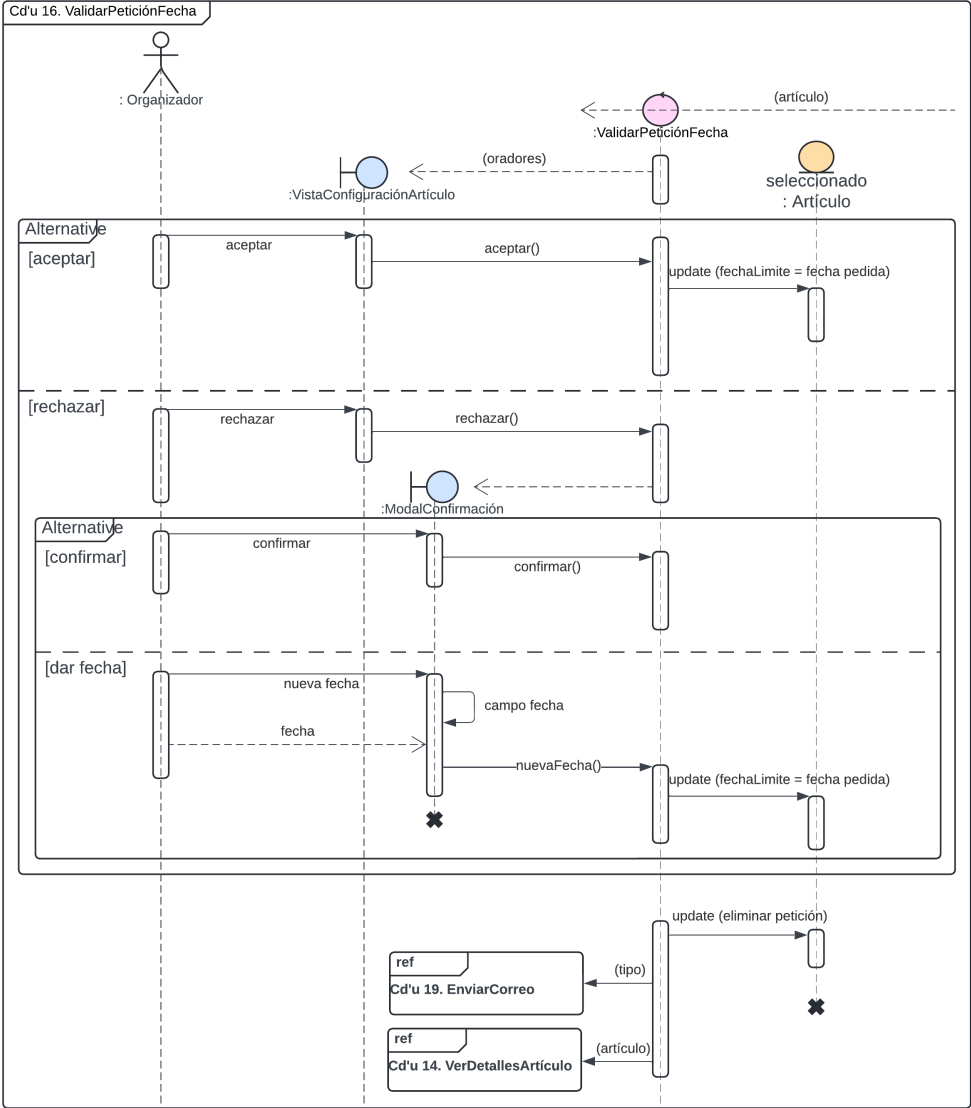 Cd'u 16. ValidarPeticiónFecha
: Organizador
(artículo)
:ValidarPeticiónFecha
(oradores)
:VistaConfiguraciónArtículo
seleccionado
: Artículo
Alternative
[aceptar]
aceptar
aceptar()
update (fechaLimite = fecha pedida)
[rechazar]
rechazar
rechazar()
:ModalConfirmación
Alternative
[confirmar]
confirmar
confirmar()
[dar fecha]
nueva fecha
campo fecha
fecha
nuevaFecha()
update (fechaLimite = fecha pedida)
update (eliminar petición)
ref
(tipo)
Cd'u 19. EnviarCorreo
ref
(artículo)
Cd'u 14. VerDetallesArtículo